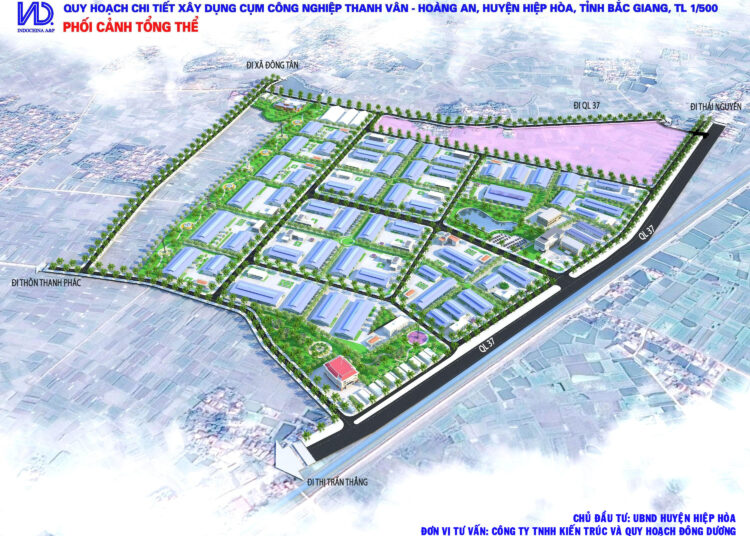 QUY HOẠCH CHI TIẾT XÂY DỤNG CỤM CÔNG NGHIỆP THANH VÂN - HOÀNG AN, HUYỆN HIỆP HÒA, TỈNH BẮC GIANG, TL 1/500
INDOCHINA A&P
PHỐI CẢNH TỔNG THỂ
ĐI XÃ ĐÔNG TÂN
ĐI QL 37
ĐI THÁI NGUYÊN
QL 37
ĐI THÔN THANH PHÁC
QL 37
ĐI THỊ TRẤN THẮNG
CHỦ ĐẦU TƯ: UBND HUYỆN HIỆP HÒA
ĐƠN VỊ TƯ VẤN: CÔNG TY TNHH KIẾN TRÚC VÀ QUY HOẠCH ĐÔNG DƯƠNG